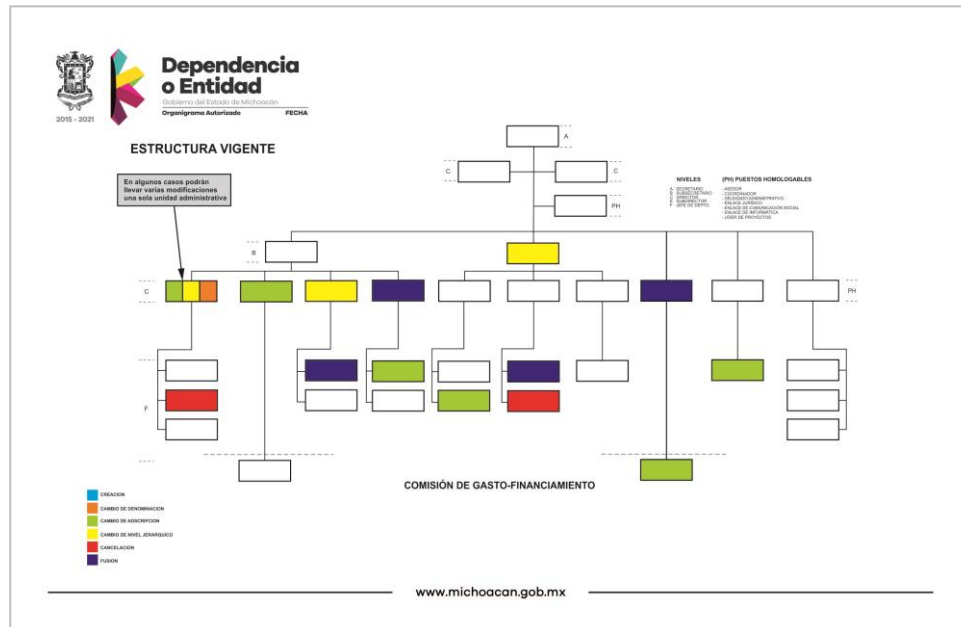 Dependencia
o Entidad
Gobierno del Estado de Michoacán
Organigrama Autorizado FECHA
2015 - 2021
ESTRUCTURA VIGENTE
En algunos casos podrán
llevar varias modificaciones
una sola unidad administrativa
A
C
C
PH
NIVELES
A. SECRETARIO
B. SUBSECRETARIO
C. DIRECTOR
E. SUBDIRECTOR
F. JEFE DE DEPTO.
(PH) PUESTOS HOMOLOGABLES
- ASESOR
- COORDINADOR
- DELEGADO ADMINISTRATIVO
- ENLACE JURÍDICO
- ENLACE DE COMUNICACIÓN SOCIAL
- ENLACE DE INFORMÁTICA
- LÍDER DE PROYECTOS
B
C
PH
F
COMISIÓN DE GASTO-FINANCIAMIENTO
CREACION
CAMBIO DE DENOMINACION
CAMBIO DE ADSCRIPCION
CAMBIO DE NIVEL JERARQUICO
CANCELACION
FUSION
www.michoacan.gob.mx